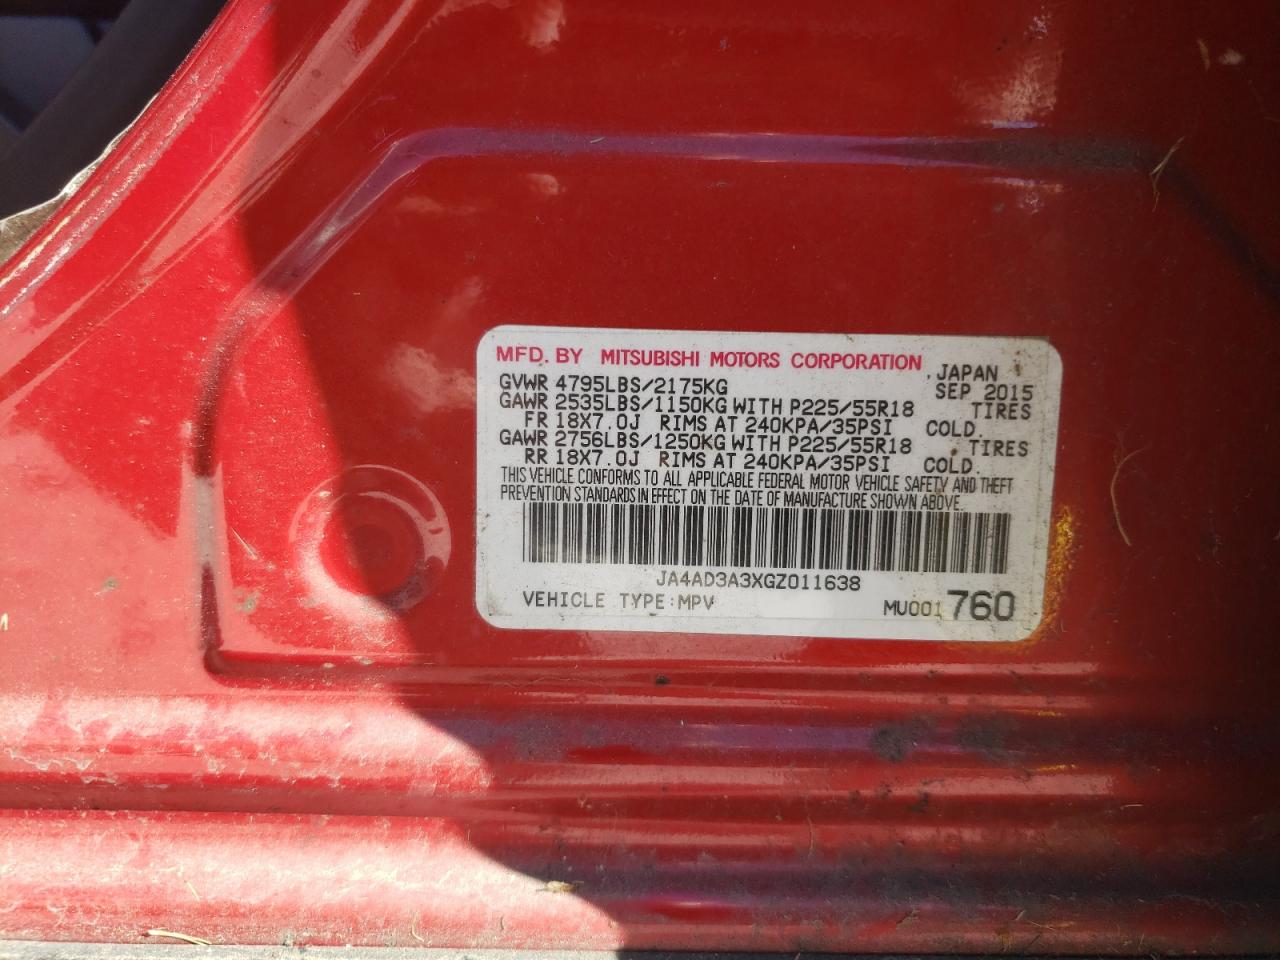 MFD. BY MITSUBISHI MOTORS CORPORATION JAPAN
GVWR 4795LBS/2175KG SEP 2015
GAWR 2535LBS/1150KG WITH P225/55R18 TIRES
FR 18X7.0J RIMS AT 240KPA/35PSI COLD.
GAWR 2756LBS/1250KG WITH P225/55R18 TIRES
RR 18X7.0J RIMS AT 240KPA/35PSI COLD.
THIS VEHICLE CONFORMS TO ALL APPLICABLE FEDERAL MOTOR VEHICLE SAFETY AND THEFT
PREVENTION STANDARDS IN EFFECT ON THE DATE OF MANUFACTURE SHOWN ABOVE.
JA4AD3A3XGZ011638
VEHICLE TYPE:MPV MU001 760